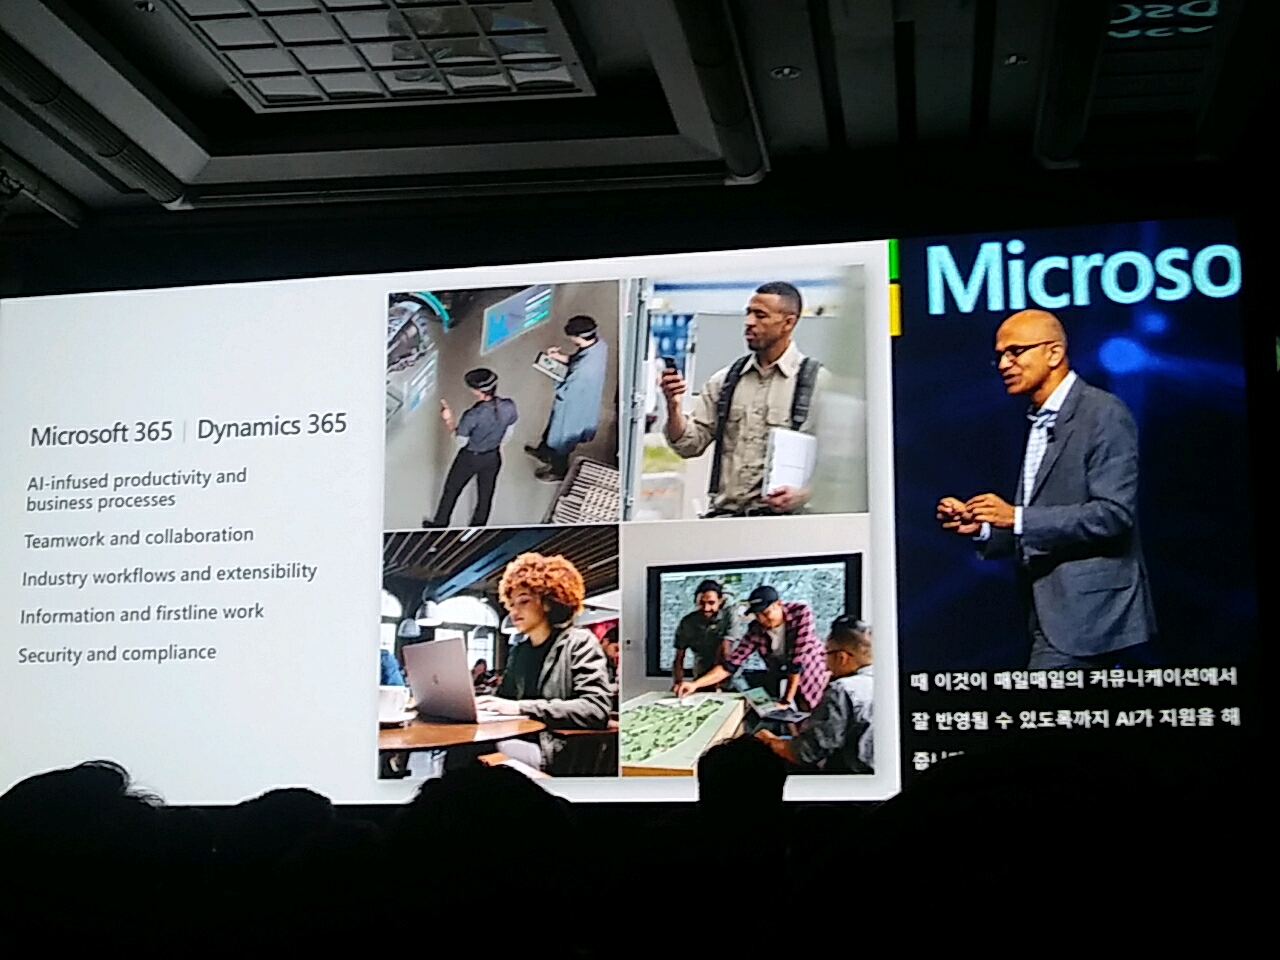 Microso
Microsoft 365 | Dynamics 365
AI-infused productivity and
business processes
Teamwork and collaboration
Industry workflows and extensibility
Information and firstline work
Security and compliance
때 이것이 매일매일의 커뮤니케이션에서
잘 반영될 수 있도록까지 AI가 지원을 해